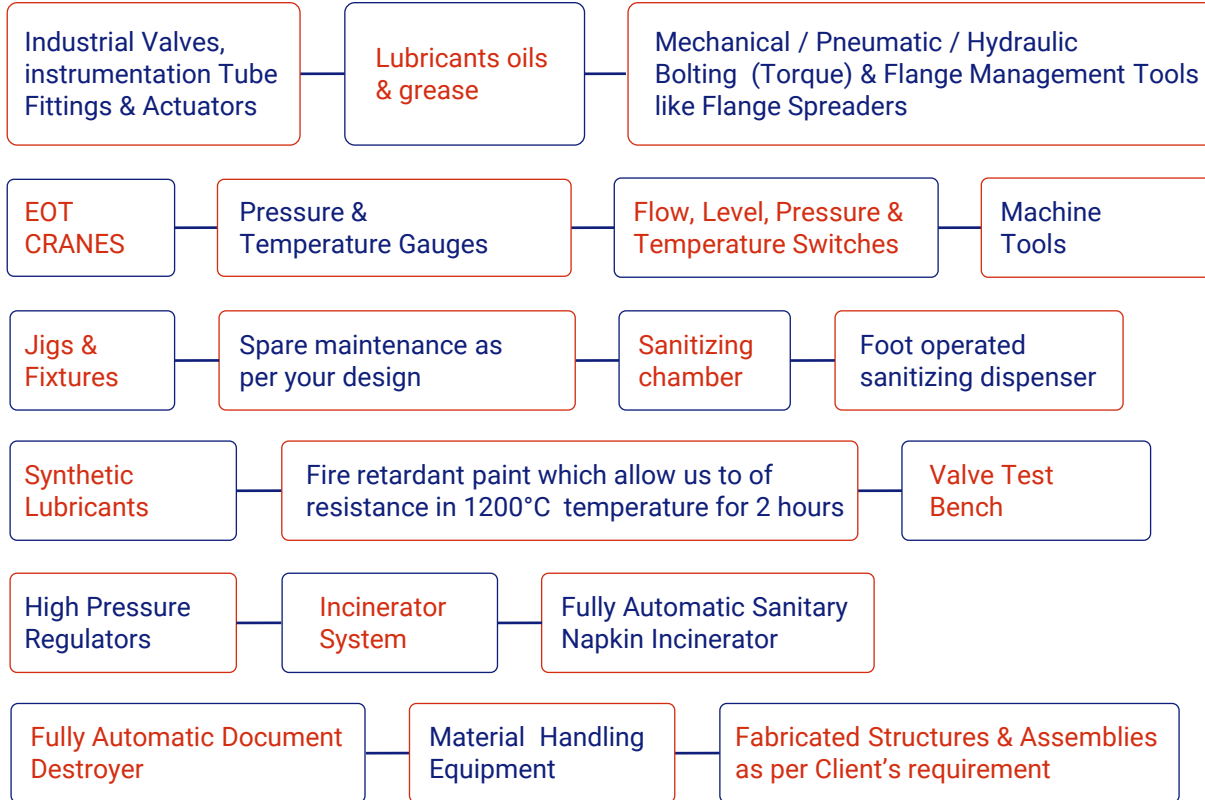 Industrial Valves,
instrumentation Tube
Fittings & Actuators
Lubricants oils
& grease
Mechanical / Pneumatic / Hydraulic
Bolting (Torque) & Flange Management Tools
like Flange Spreaders
EOT
CRANES
Pressure &
Temperature Gauges
Flow, Level, Pressure &
Temperature Switches
Machine
Tools
Jigs &
Fixtures
Spare maintenance as
per your design
Sanitizing
chamber
Foot operated
sanitizing dispenser
Synthetic
Lubricants
Fire retardant paint which allow us to of
resistance in 1200°C temperature for 2 hours
Valve Test
Bench
High Pressure
Regulators
Incinerator
System
Fully Automatic Sanitary
Napkin Incinerator
Fully Automatic Document
Destroyer
Material Handling
Equipment
Fabricated Structures & Assemblies
as per Client's requirement